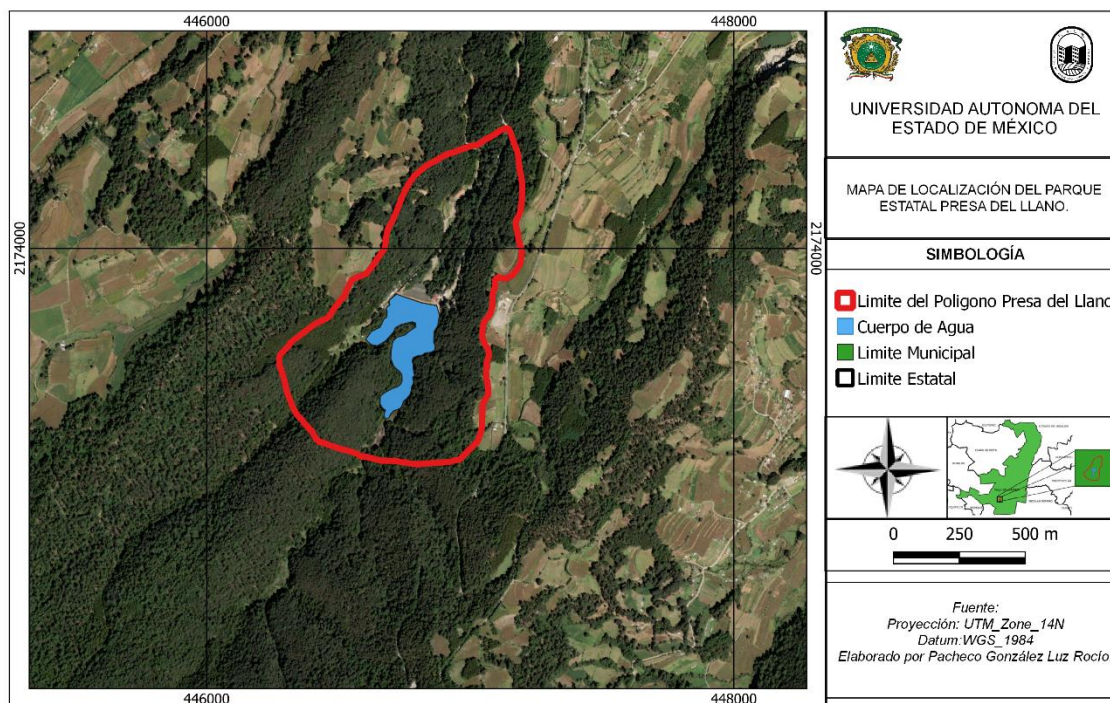 446000
448000
2174000
2174000
446000
448000
UNIVERSIDAD AUTONOMA DEL
ESTADO DE MÉXICO
MAPA DE LOCALIZACIÓN DEL PARQUE
ESTATAL PRESA DEL LLANO.
SIMBOLOGÍA
Limite del Poligono Presa del Llano
Cuerpo de Agua
Limite Municipal
Limite Estatal
0 250 500 m
Fuente:
Proyección: UTM_Zone_14N
Datum:WGS_1984
Elaborado por Pacheco González Luz Rocío